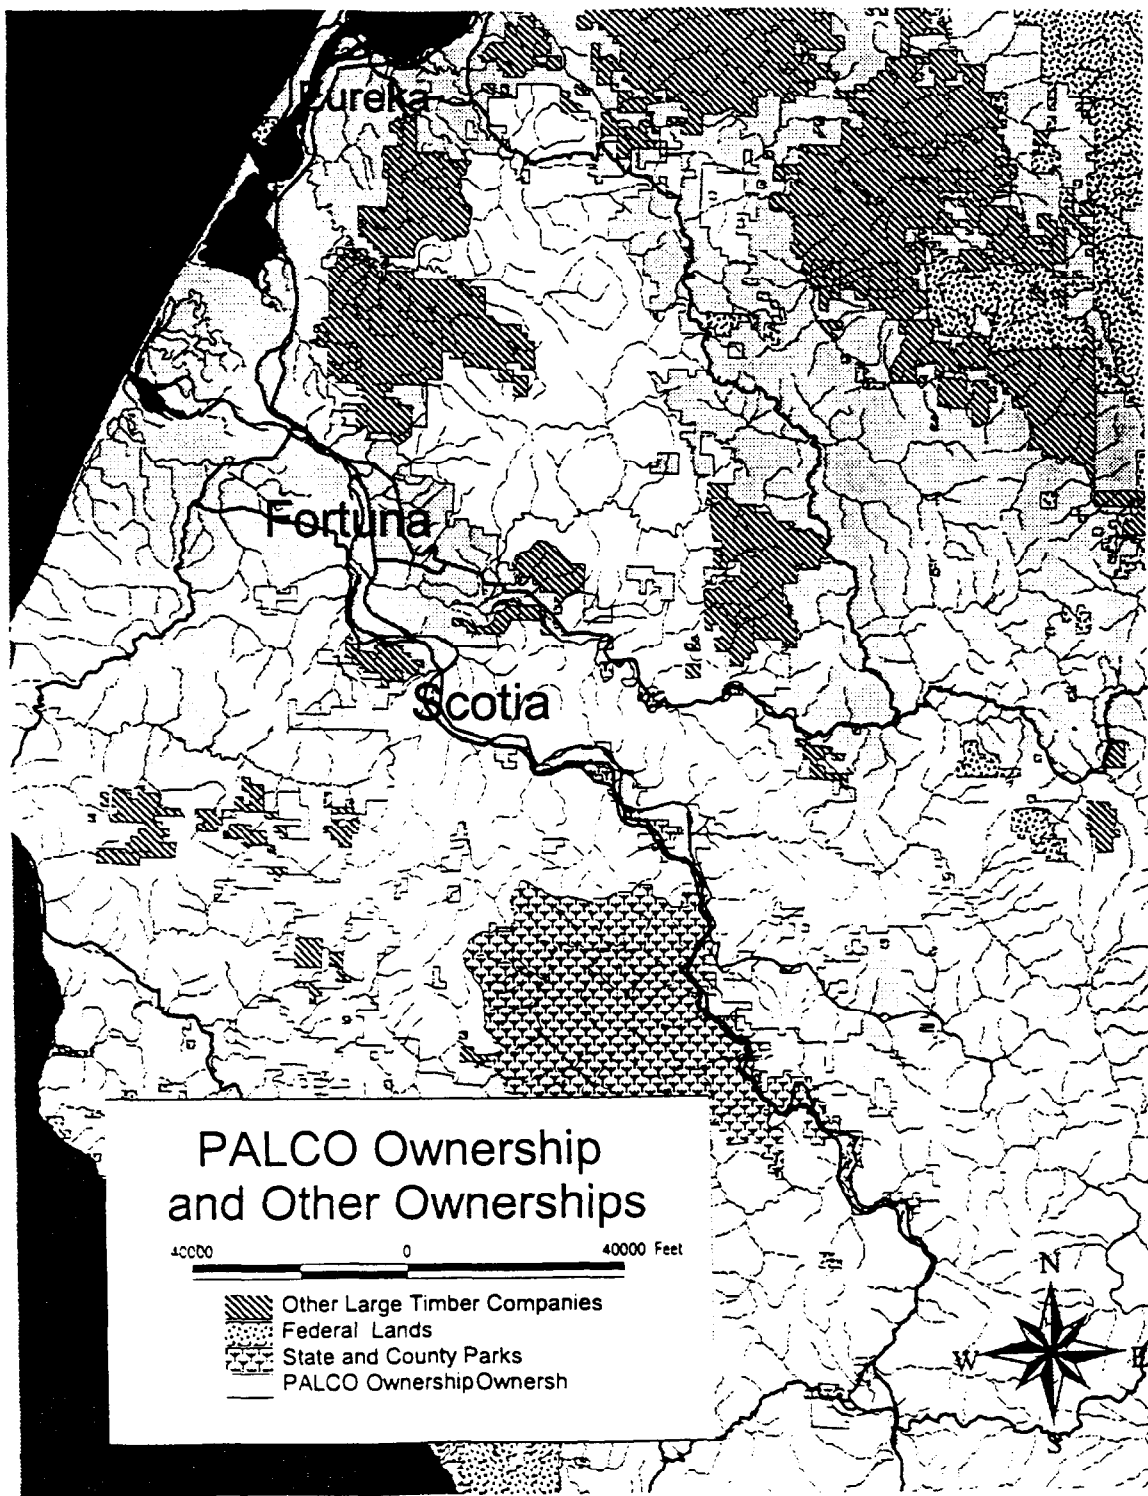 Eureka
Fortuna
Scotia
PALCO Ownership
and Other Ownerships
40000 0 40000 Feet
Other Large Timber Companies
Federal Lands
State and County Parks
PALCO OwnershipOwnersh
N
W E
S